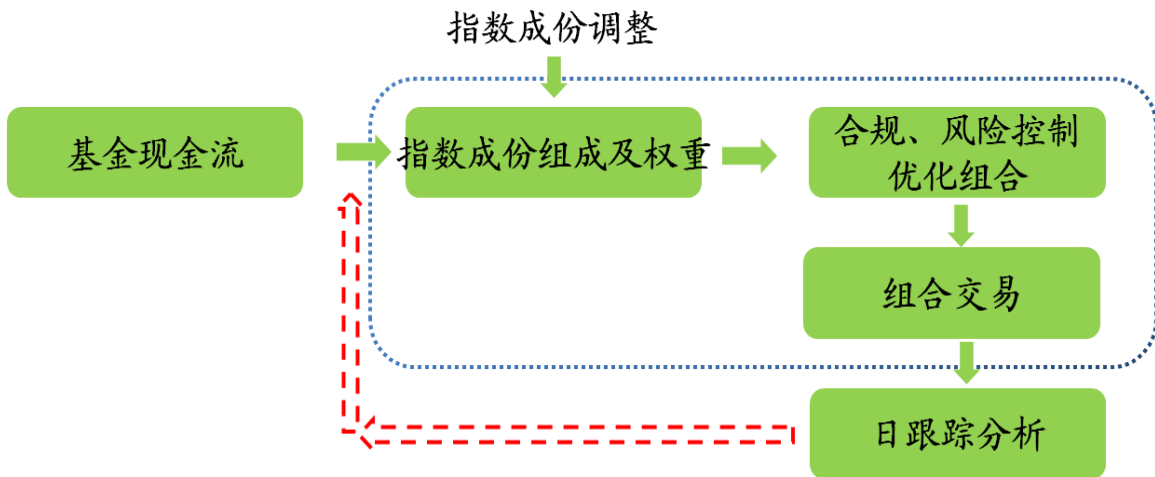 指数成份调整
基金现金流
指数成份组成及权重
合规、风险控制
优化组合
组合交易
日跟踪分析